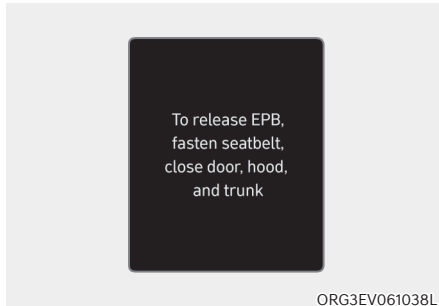 To release EPB,
fasten seatbelt,
close door, hood,
and trunk
ORG3EV061038L